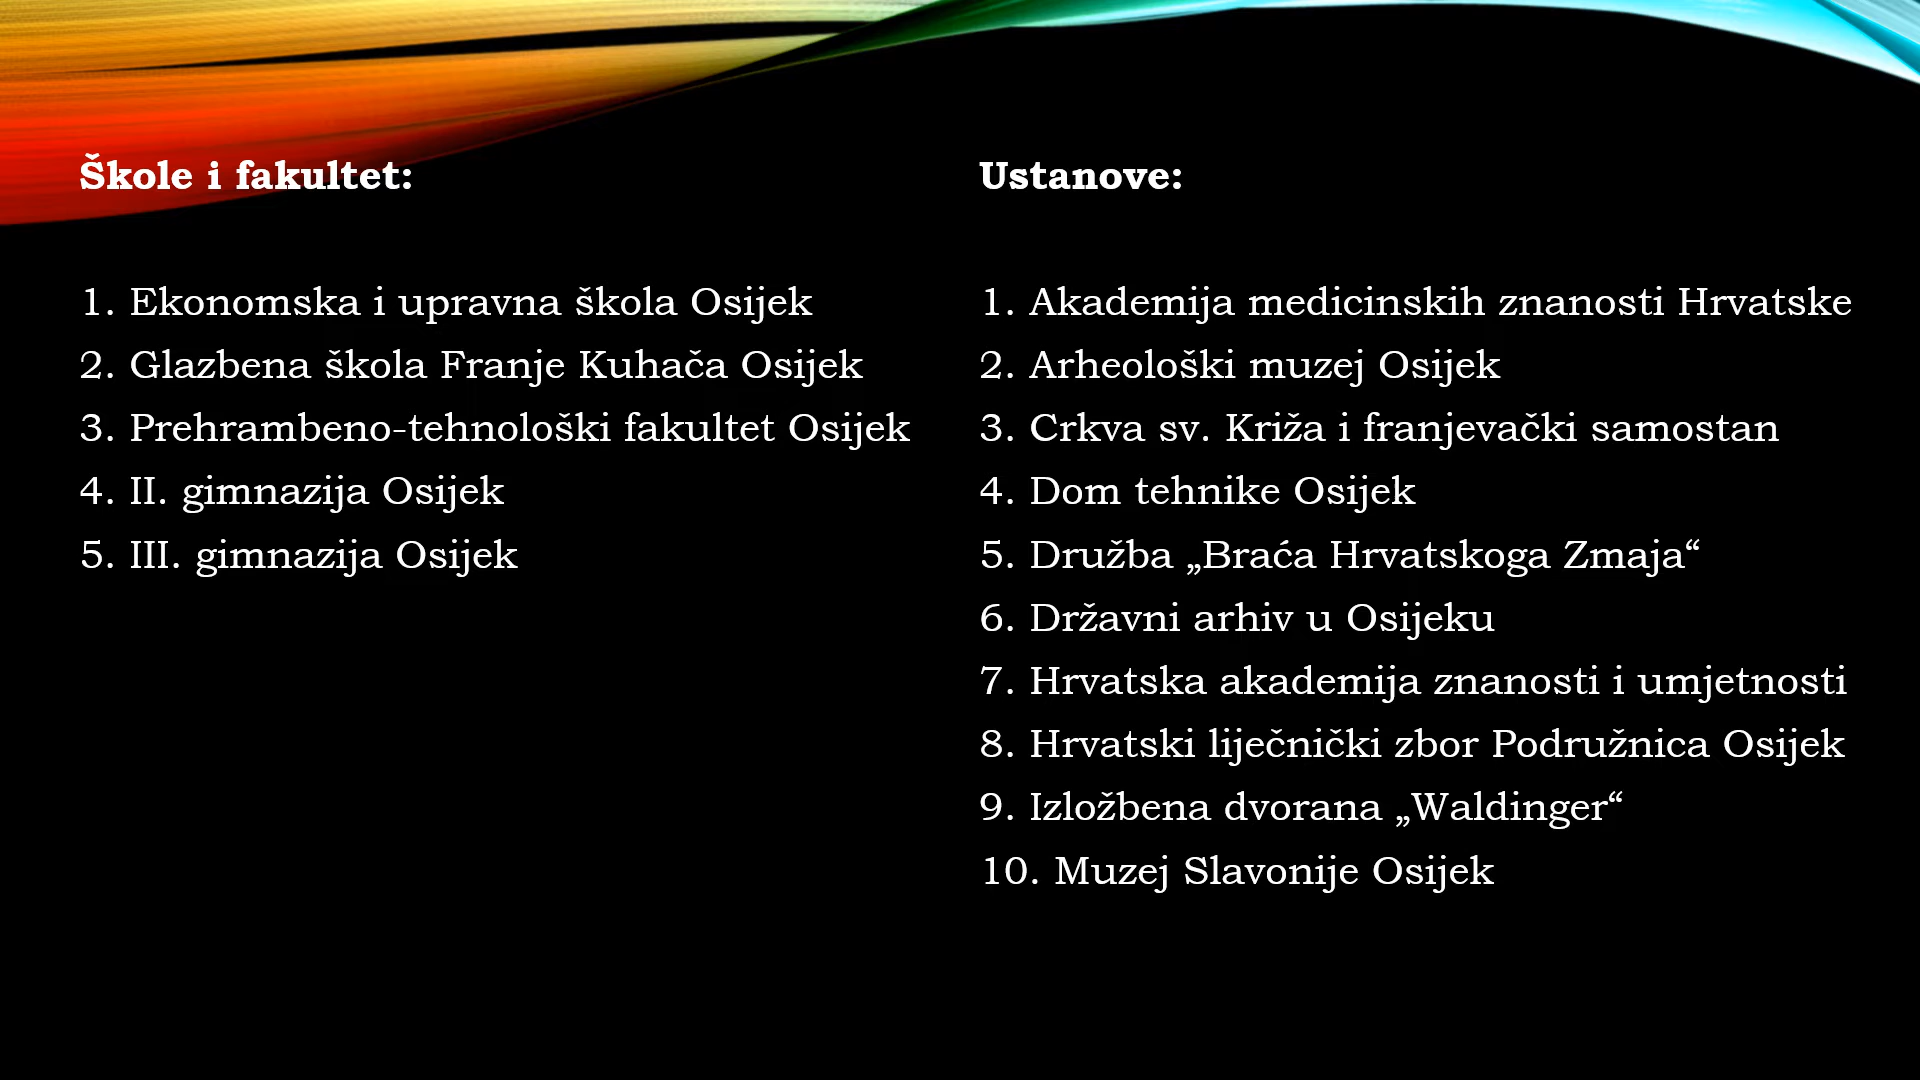 Škole i fakultet:
1. Ekonomska i upravna škola Osijek
2. Glazbena škola Franje Kuhača Osijek
3. Prehrambeno-tehnološki fakultet Osijek
4. II. gimnazija Osijek
5. III. gimnazija Osijek
Ustanove:
1. Akademija medicinskih znanosti Hrvatske
2. Arheološki muzej Osijek
3. Crkva sv. Križa i franjevački samostan
4. Dom tehnike Osijek
5. Družba „Braća Hrvatskoga Zmaja“
6. Državni arhiv u Osijeku
7. Hrvatska akademija znanosti i umjetnosti
8. Hrvatski liječnički zbor Podružnica Osijek
9. Izložbena dvorana „Waldinger“
10. Muzej Slavonije Osijek